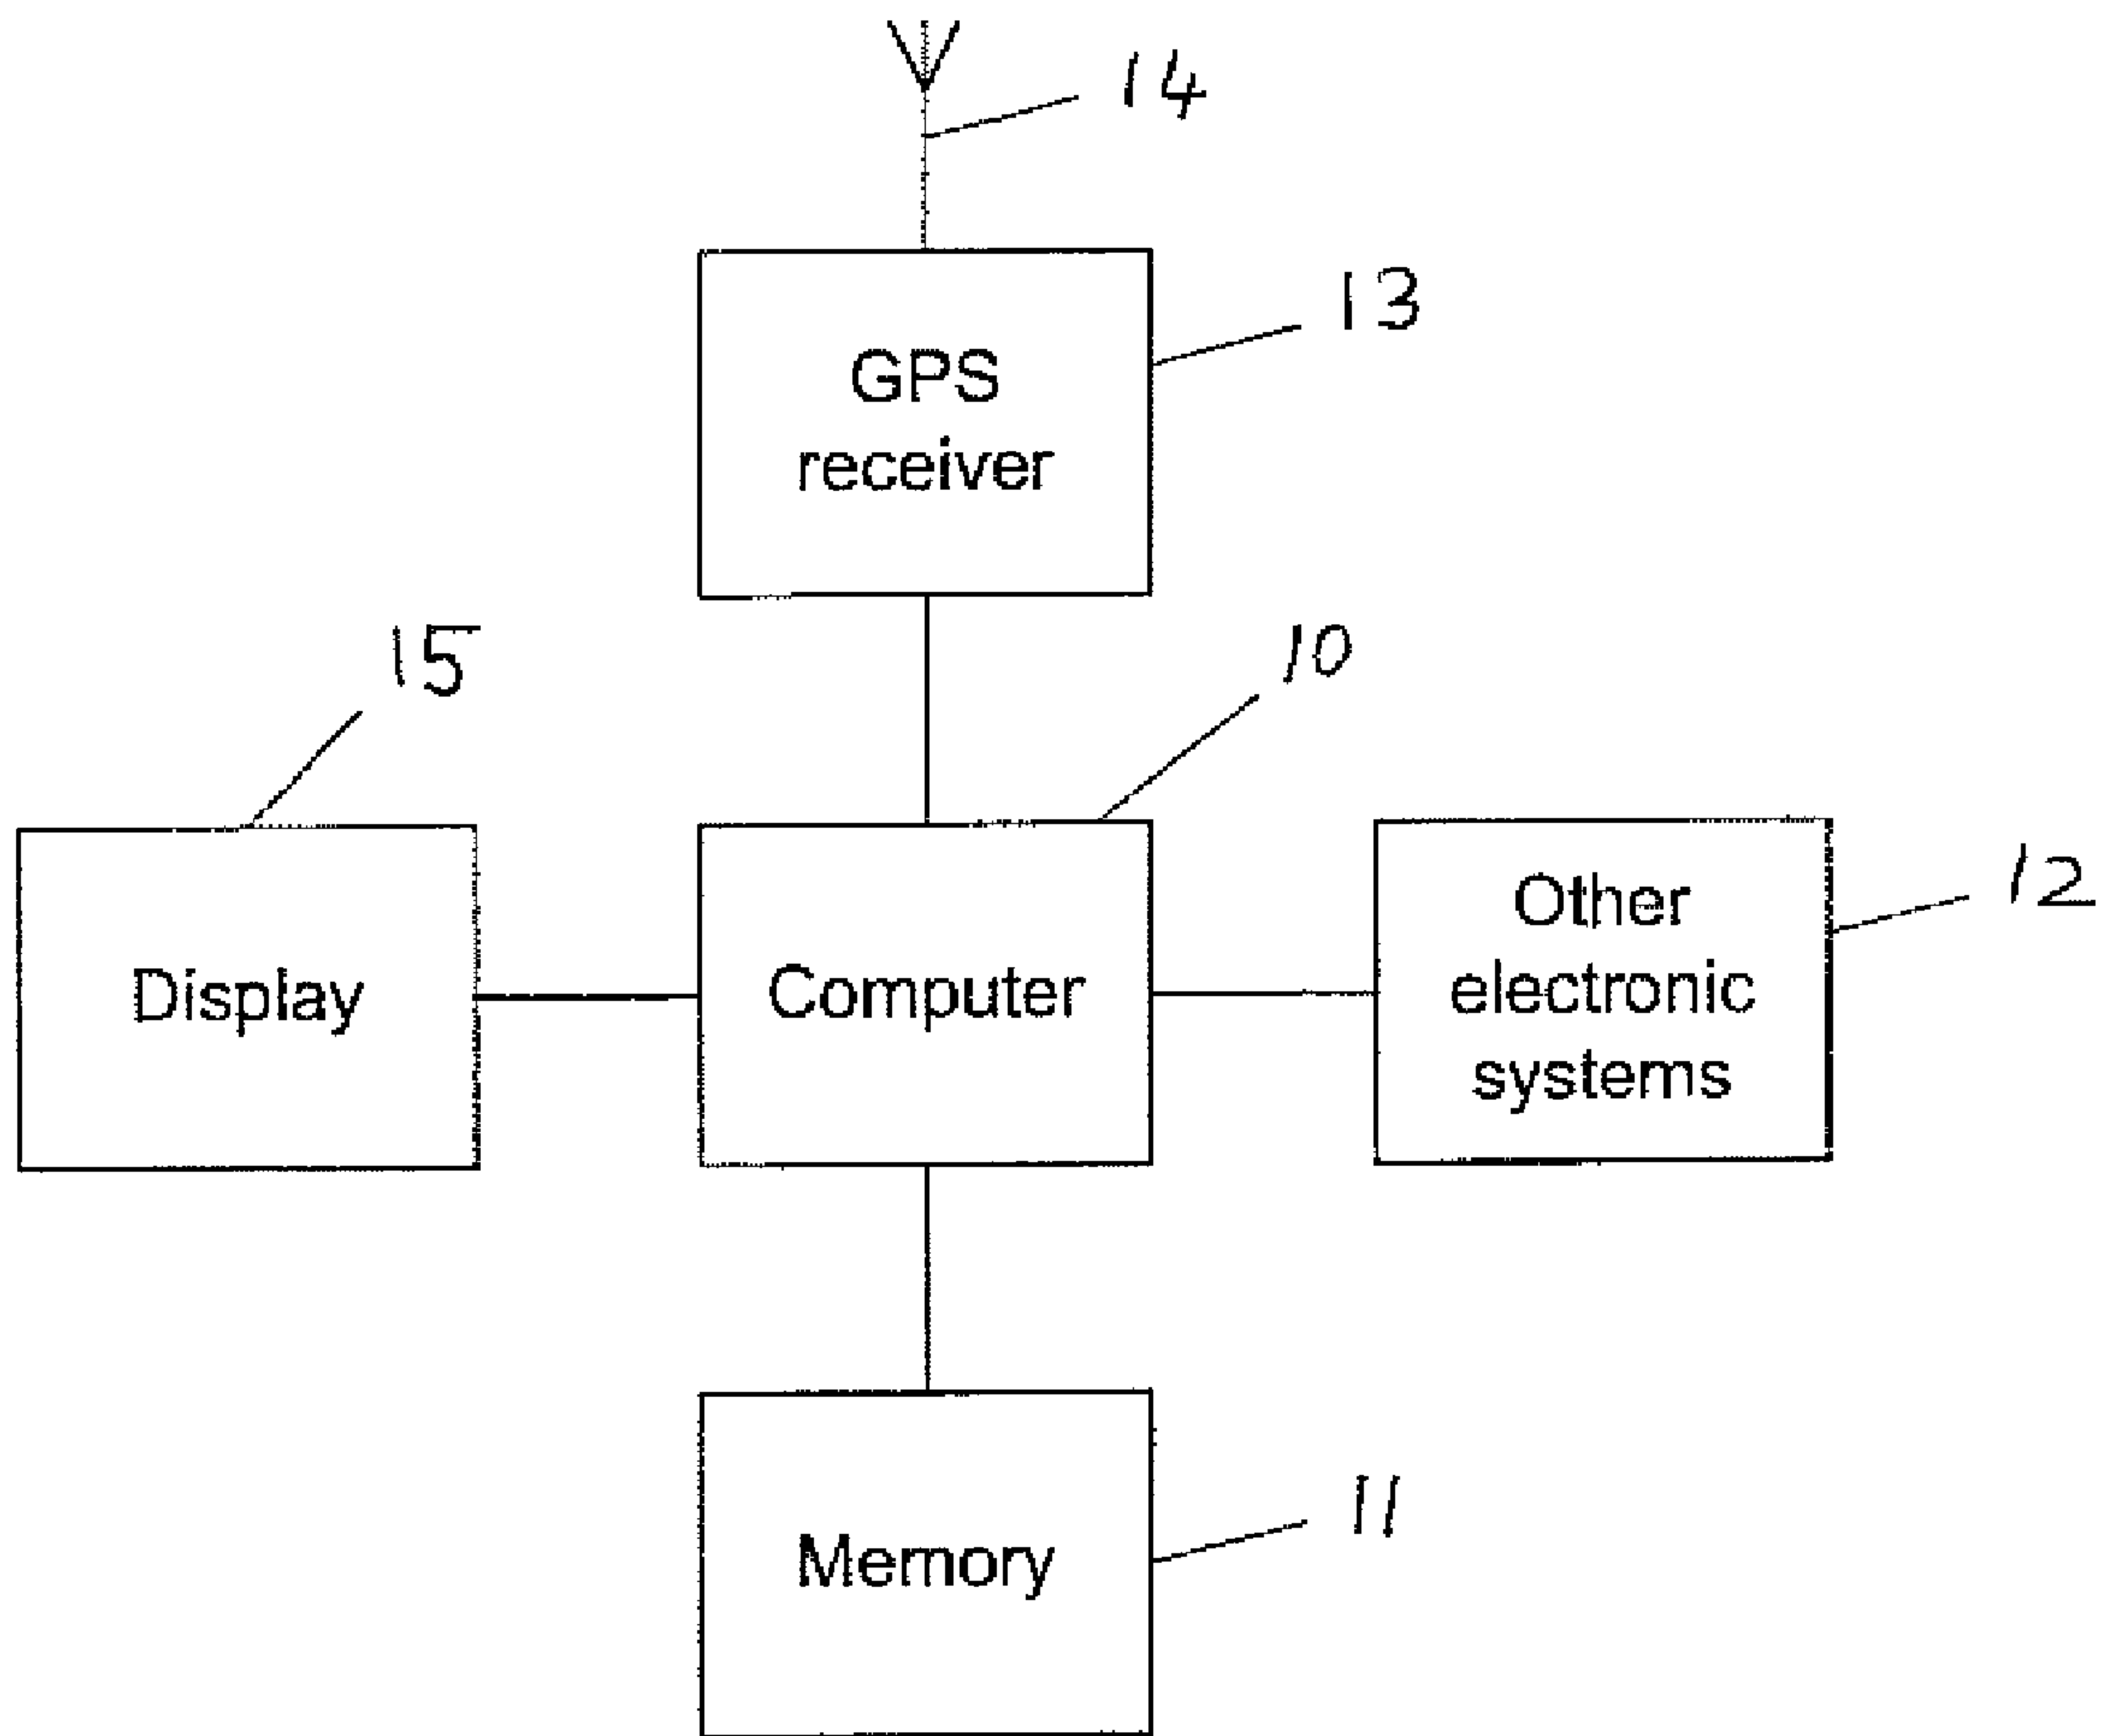 14
13
GPS
receiver
15
10
Display
Computer
Other
electronic
systems
12
Memory
11